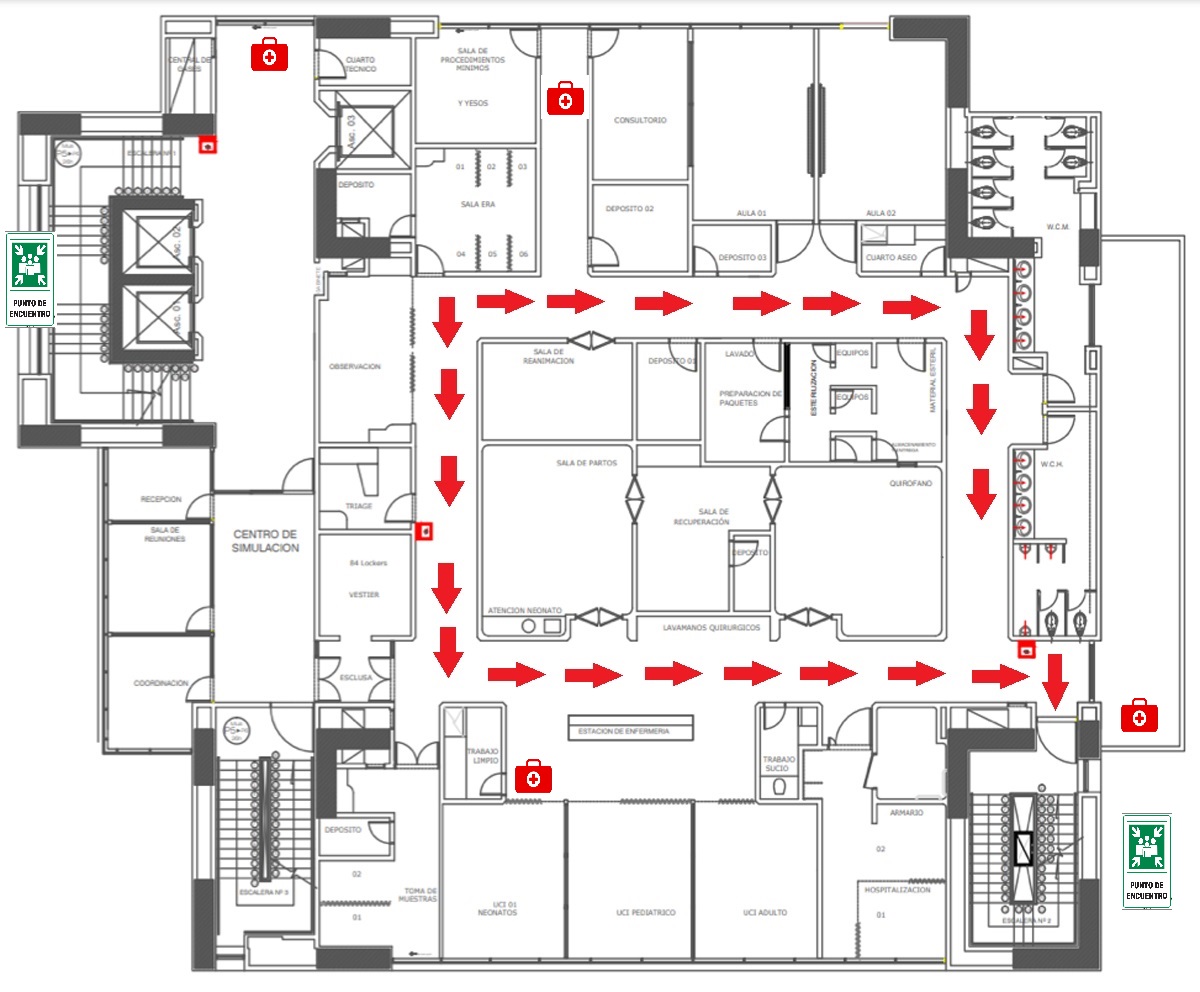 CENTRAL DE
GASES
CUARTO
TECNICO
SALA DE
PROCEDIMIENTOS
MINIMOS
Y YESOS
CONSULTORIO
AULA 01
AULA 02
Asc. 03
ESCALERA Nº 1
DEPOSITO
01
02
03
SALA ERA
04
05
06
DEPOSITO 02
DEPOSITO 03
CUARTO ASEO
W.C.M.
Asc. 02
Asc. 01
PUNTO DE
ENCUENTRO
OBSERVACION
SALA DE
REANIMACION
DEPOSITO 01
LAVADO
PREPARACION DE
PAQUETES
ESTERILIZACION
EQUIPOS
EQUIPOS
MATERIAL ESTERIL
SALA DE PARTOS
QUIROFANO
W.C.H.
RECEPCION
TRIAGE
SALA DE
REUNIONES
CENTRO DE
SIMULACION
SALA DE
RECUPERACIÓN
DEPOSITO
84 Lockers
VESTIER
ATENCION NEONATO
LAVAMANOS QUIRURGICOS
COORDINACION
ESCLUSA
ESTACION DE ENFERMERIA
TRABAJO
LIMPIO
TRABAJO
SUCIO
ARMARIO
DEPOSITO
02
01
TOMA DE
MUESTRAS
UCI 01
NEONATOS
UCI PEDIATRICO
UCI ADULTO
02
HOSPITALIZACION
01
ESCALERA Nº 3
ESCALERA Nº 2
PUNTO DE
ENCUENTRO